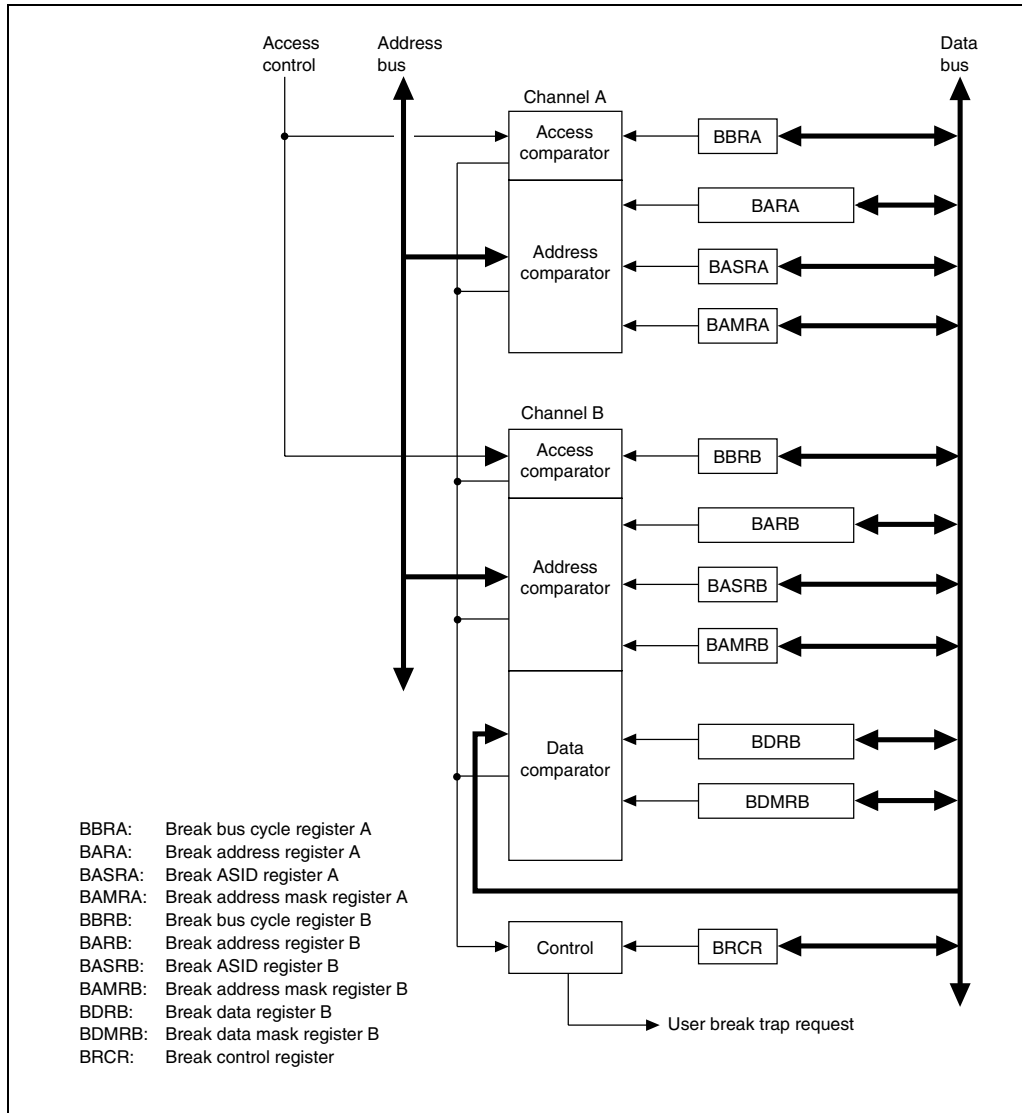 Access
control
Address
bus
Data
bus
Channel A
Access
comparator
BBRA
BARA
Address
comparator
BASRA
BAMRA
Channel B
Access
comparator
BBRB
BARB
Address
comparator
BASRB
BAMRB
Data
comparator
BDRB
BDMRB
Control
BRCR
User break trap request
BBRA: Break bus cycle register A
BARA: Break address register A
BASRA: Break ASID register A
BAMRA: Break address mask register A
BBRB: Break bus cycle register B
BARB: Break address register B
BASRB: Break ASID register B
BAMRB: Break address mask register B
BDRB: Break data register B
BDMRB: Break data mask register B
BRCR: Break control register